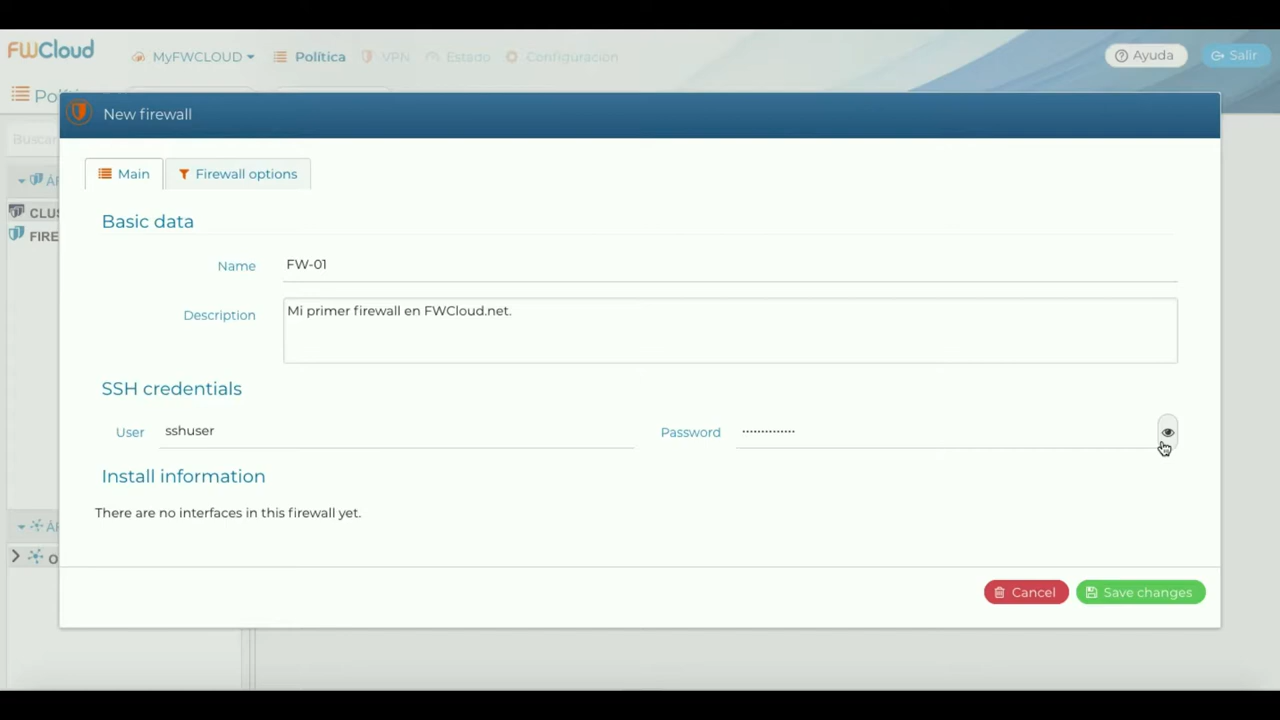 FWCloud
MyFWCLOUD
Política
VPN
Estado
Configuración
Ayuda
Salir
New firewall
Main
Firewall options
CLUS
FIRE
Basic data
Name
FW-01
Description
Mi primer firewall en FWCloud.net.
SSH credentials
User
sshuser
Password
••••••••••••••
Install information
There are no interfaces in this firewall yet.
Cancel
Save changes